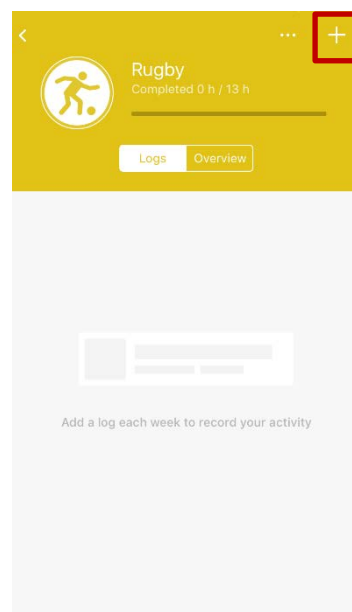 Rugby
Completed 0 h / 13 h
Logs Overview
Add a log each week to record your activity